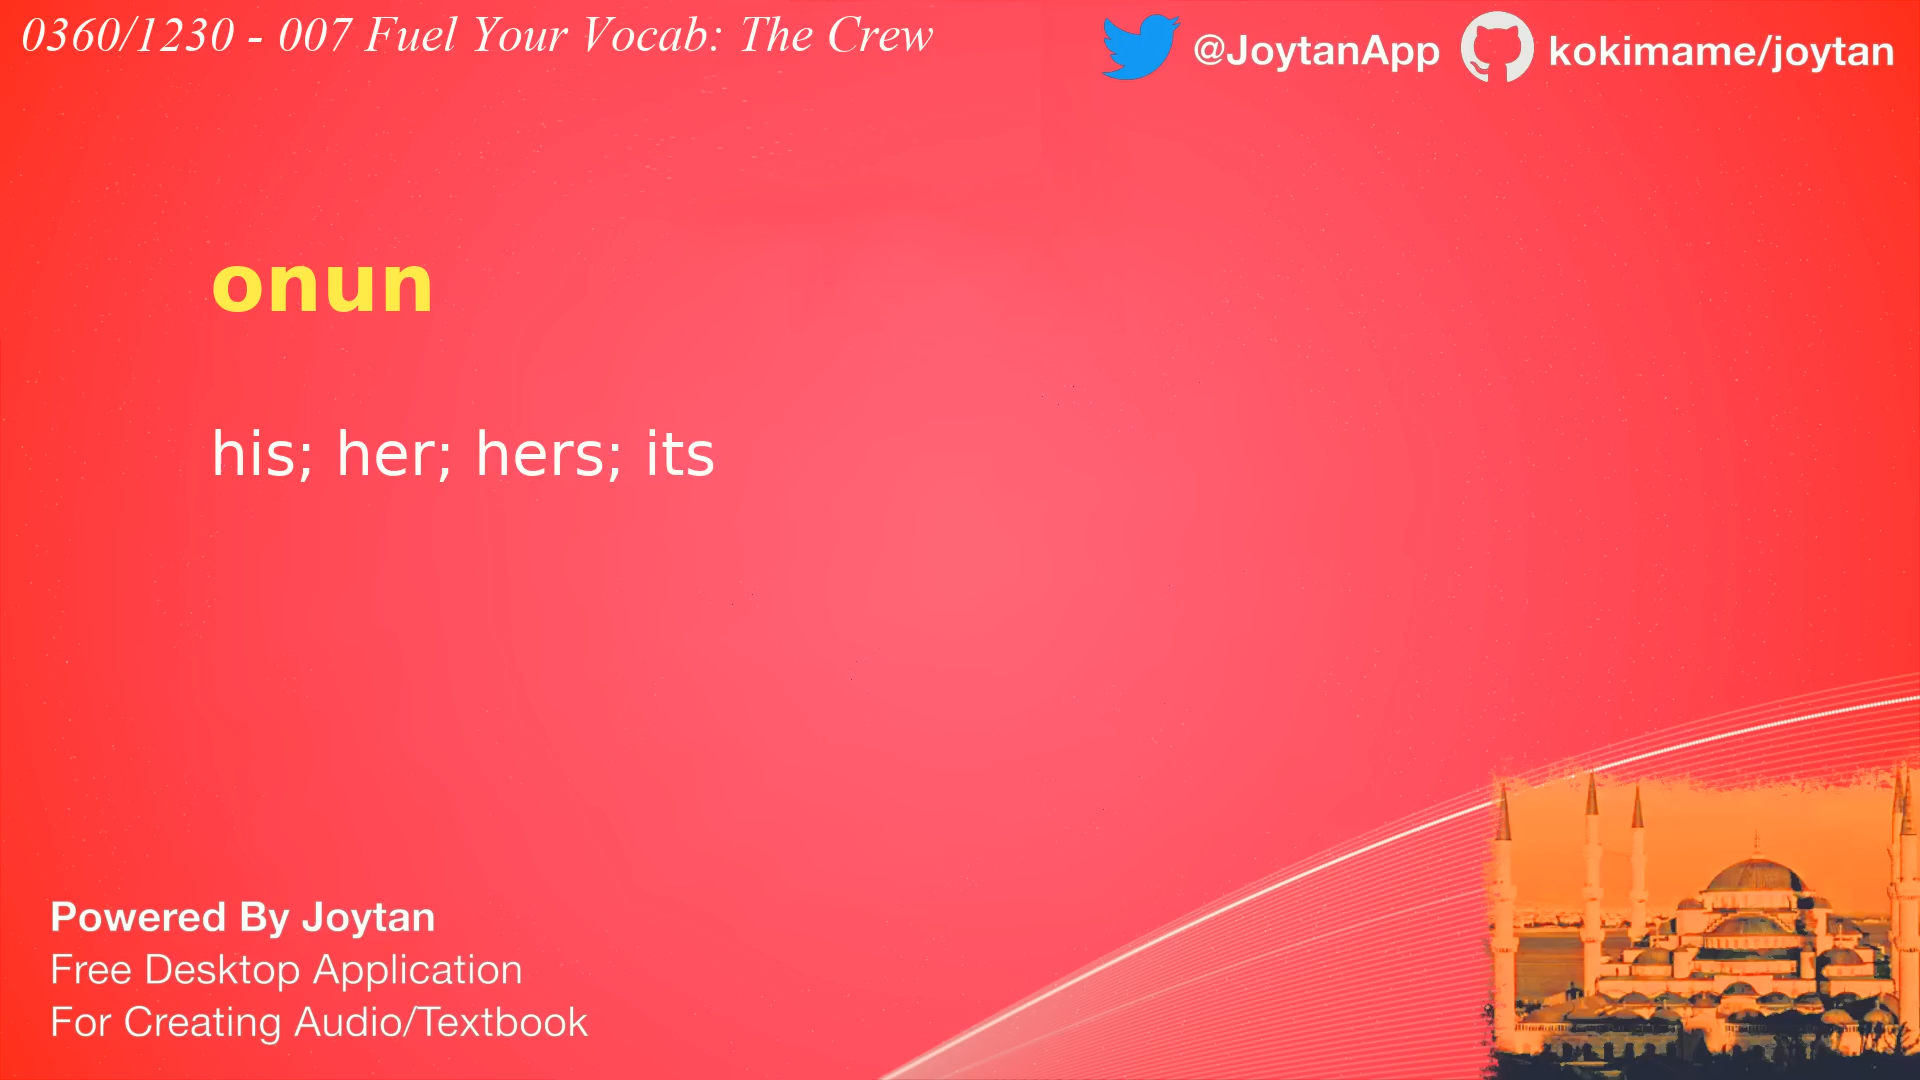 0360/1230 - 007 Fuel Your Vocab: The Crew
@JoytanApp
kokimame/joytan
onun
his; her; hers; its
Powered By Joytan
Free Desktop Application
For Creating Audio/Textbook